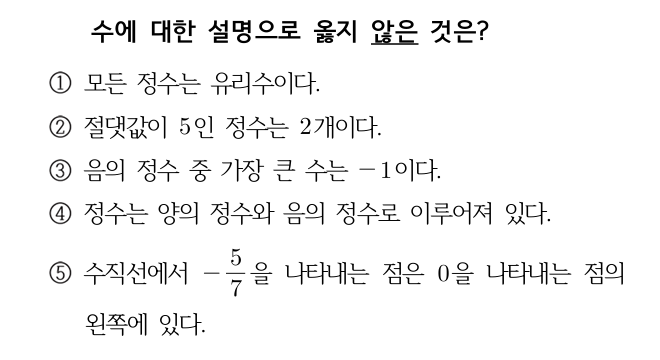 수에 대한 설명으로 옳지 않은 것은?
① 모든 정수는 유리수이다.
② 절댓값이 5인 정수는 2개이다.
③ 음의 정수 중 가장 큰 수는 −1이다.
④ 정수는 양의 정수와 음의 정수로 이루어져 있다.
⑤ 수직선에서 −5/7을 나타내는 점은 0을 나타내는 점의
왼쪽에 있다.